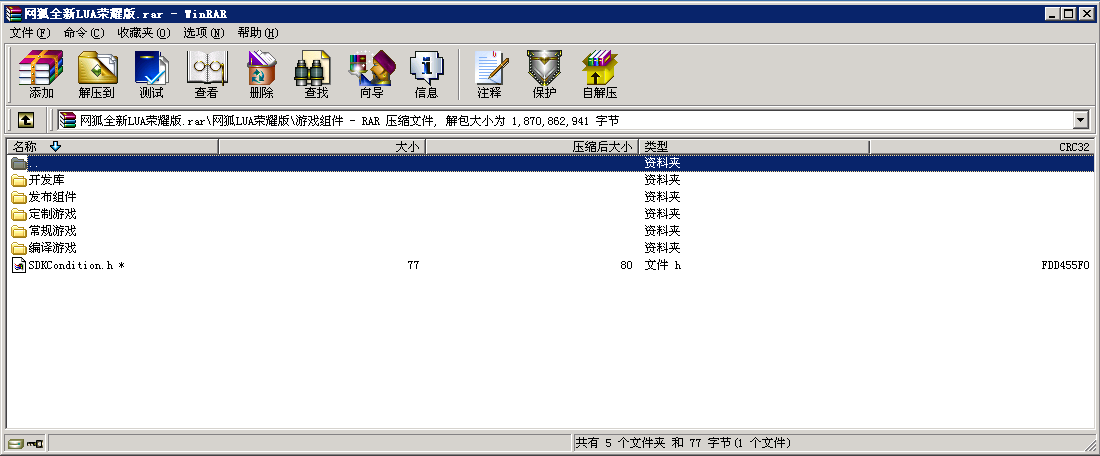 网狐全新LUA荣耀版.rar - WinRAR
文件(F) 命令(C) 收藏夹(O) 选项(N) 帮助(H)
添加 解压到 测试 查看 删除 查找 向导 信息 注释 保护 自解压
网狐全新LUA荣耀版.rar\网狐LUA荣耀版\游戏组件 - RAR 压缩文件, 解包大小为 1,870,862,941 字节
名称 大小 压缩后大小 类型 CRC32
.. 资料夹
开发库 资料夹
发布组件 资料夹
定制游戏 资料夹
常规游戏 资料夹
编译游戏 资料夹
SDKCondition.h * 77 80 文件 h FDD455F0
共有 5 个文件夹 和 77 字节(1 个文件)